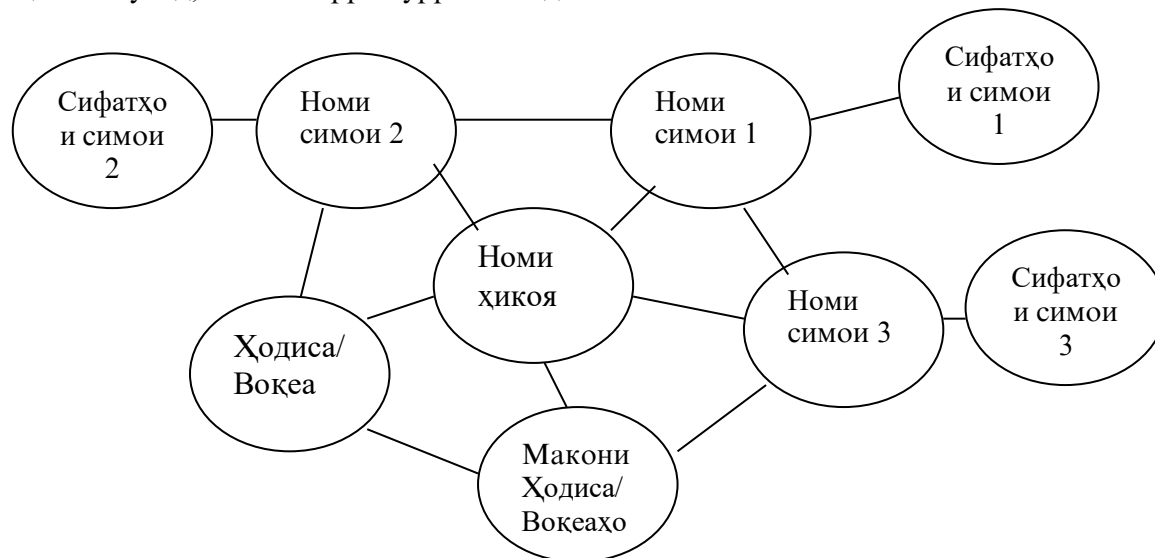 Сифатҳо
и симои
2
Номи
симои 2
Номи
симои 1
Сифатҳо
и симои
1
Номи
ҳикоя
Номи
симои 3
Сифатҳо
и симои
3
Ҳодиса/
Воқеа
Макони
Ҳодиса/
Воқеаҳо